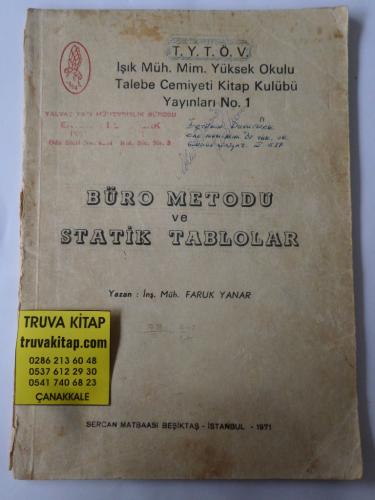 T. Y. T. Ö. V.
Işık Müh. Mim. Yüksek Okulu
Talebe Cemiyeti Kitap Kulübü
Yayınları No. 1
BÜRO METODU
ve
STATİK TABLOLAR
Yazan : İnş. Müh. FARUK YANAR
TRUVA KİTAP
truvakitap.com
0286 213 60 48
0537 612 29 30
0541 740 68 23
ÇANAKKALE
SERCAN MATBAASI BEŞİKTAŞ - İSTANBUL - 1971